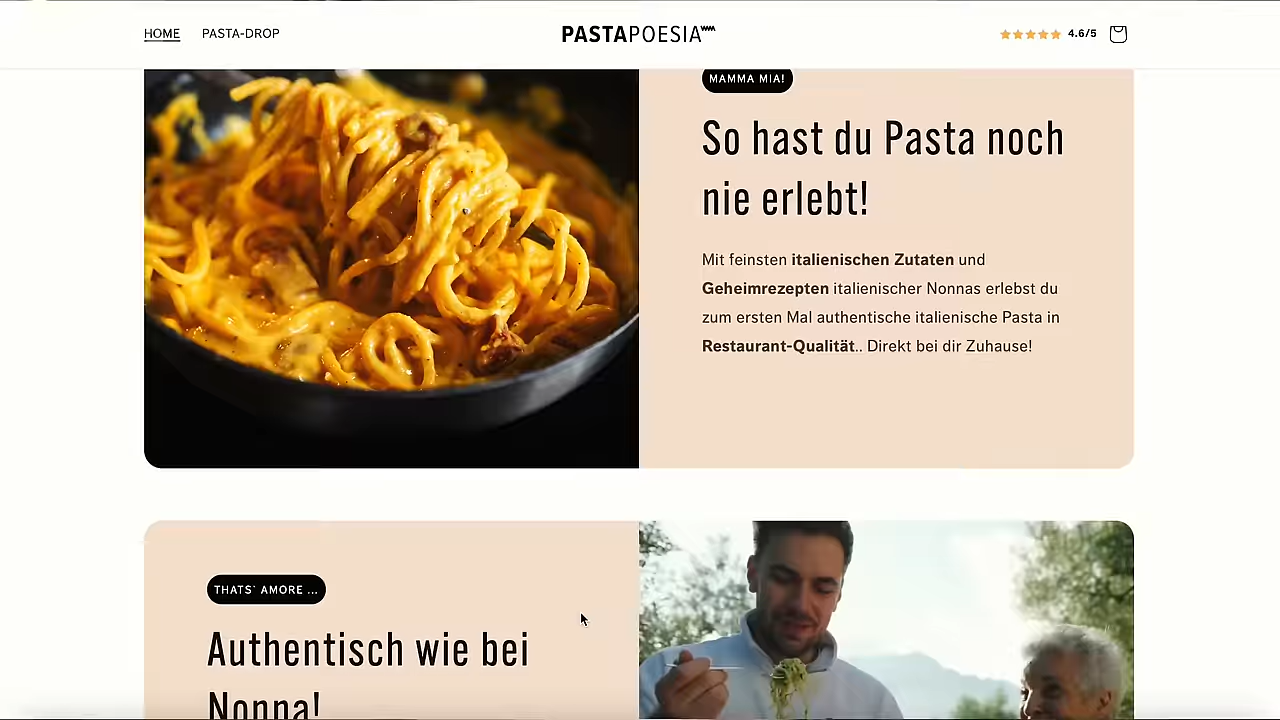 HOME
PASTA-DROP
PASTAPOESIA
4.6/5
MAMMA MIA!
So hast du Pasta noch
nie erlebt!
Mit feinsten italienischen Zutaten und
Geheimrezepten italienischer Nonnas erlebst du
zum ersten Mal authentische italienische Pasta in
Restaurant-Qualität.. Direkt bei dir Zuhause!
THATS` AMORE ...
Authentisch wie bei
Nonna!